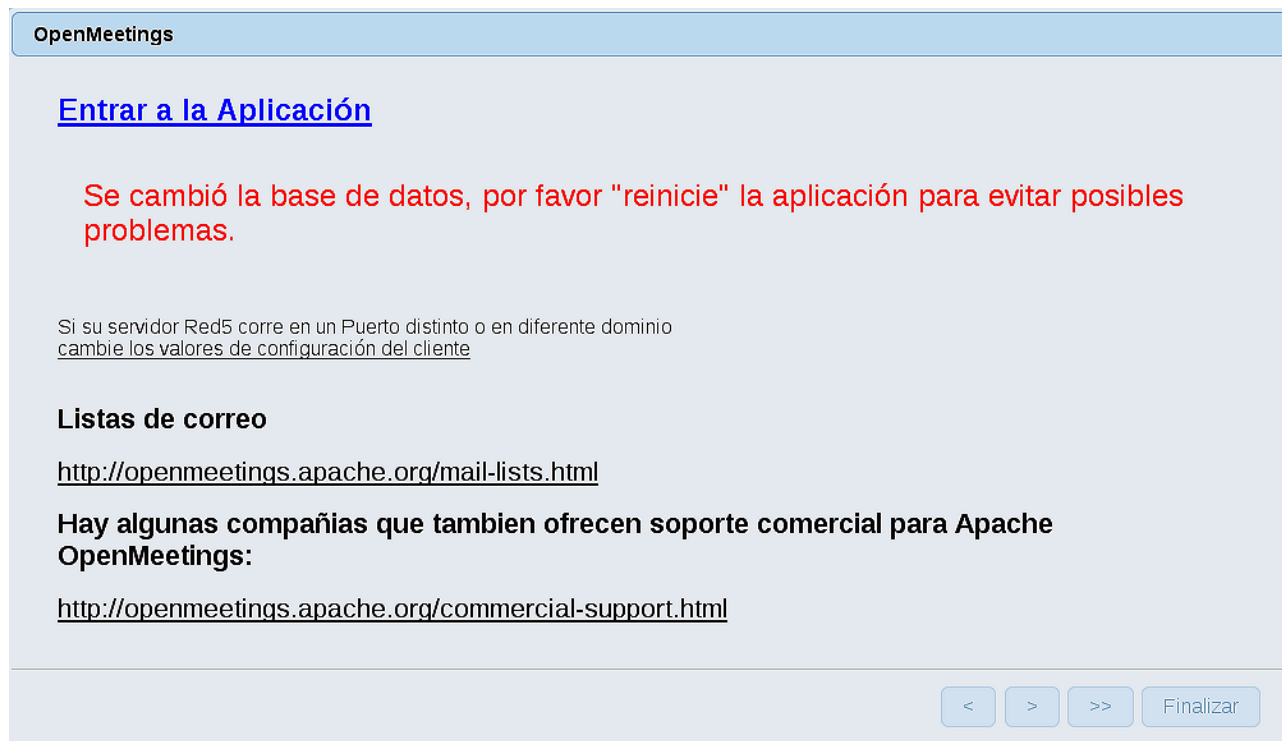 OpenMeetings
Entrar a la Aplicación
Se cambió la base de datos, por favor "reinicie" la aplicación para evitar posibles
problemas.
Si su servidor Red5 corre en un Puerto distinto o en diferente dominio
cambie los valores de configuración del cliente
Listas de correo
http://openmeetings.apache.org/mail-lists.html
Hay algunas compañias que tambien ofrecen soporte comercial para Apache
OpenMeetings:
http://openmeetings.apache.org/commercial-support.html
< > >> Finalizar